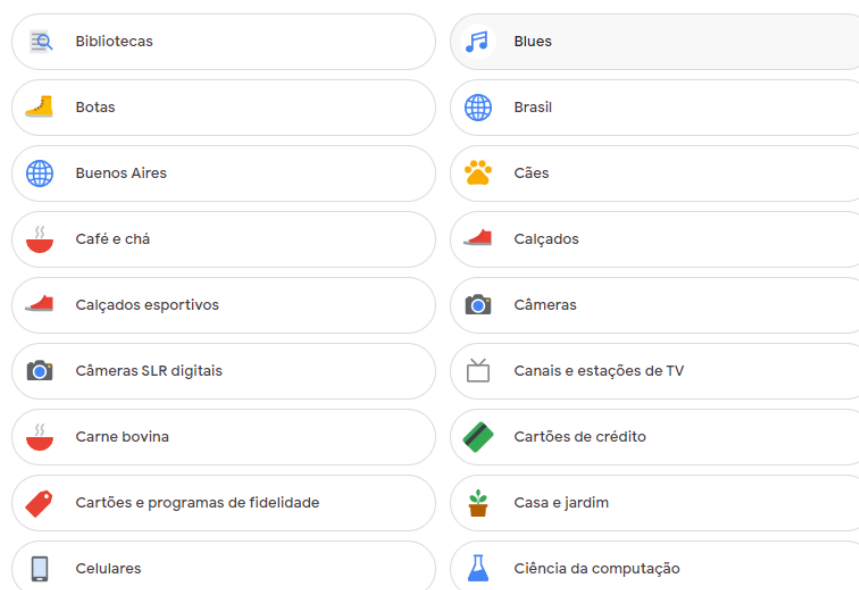 Bibliotecas
Blues
Botas
Brasil
Buenos Aires
Cães
Café e chá
Calçados
Calçados esportivos
Câmeras
Câmeras SLR digitais
Canais e estações de TV
Carne bovina
Cartões de crédito
Cartões e programas de fidelidade
Casa e jardim
Celulares
Ciência da computação